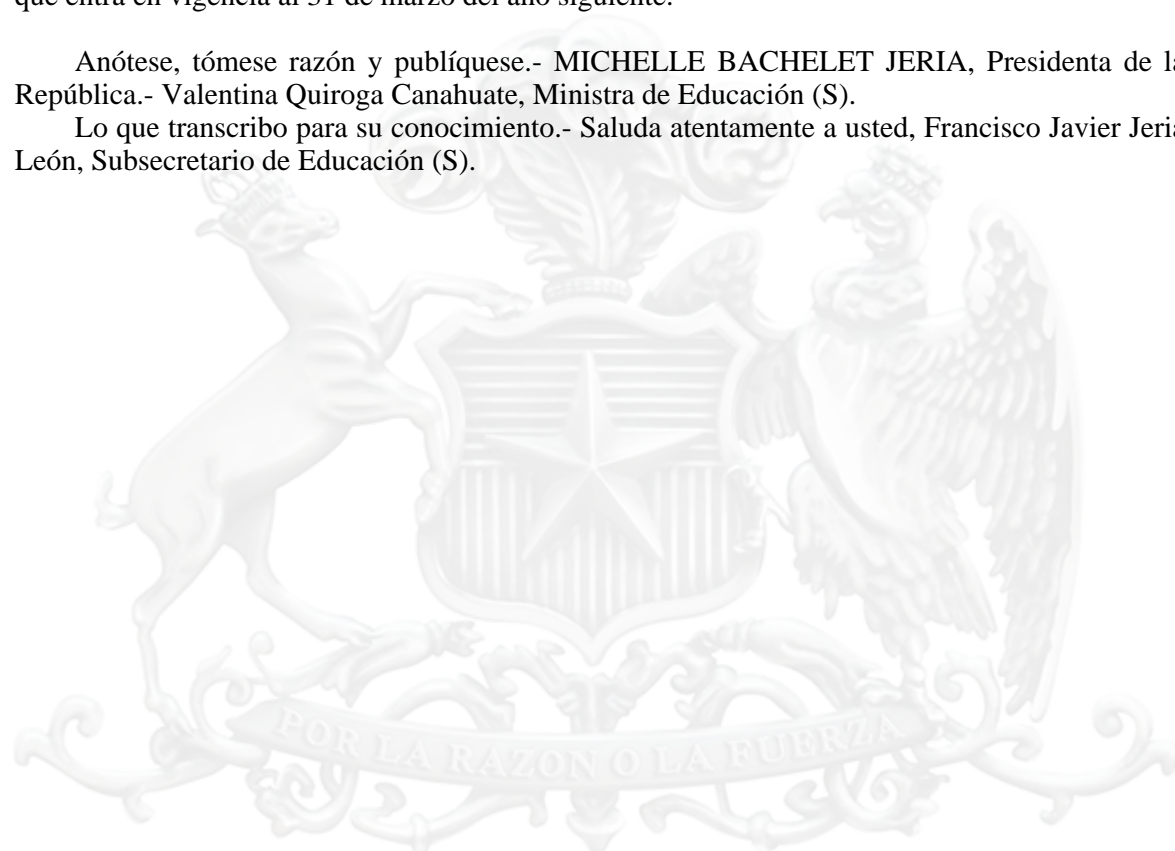 que entra en vigencia al 31 de marzo del año siguiente.
Anótese, tómese razón y publíquese.- MICHELLE BACHELET JERIA, Presidenta de la
República.- Valentina Quiroga Canahuate, Ministra de Educación (S).
Lo que transcribo para su conocimiento.- Saluda atentamente a usted, Francisco Javier Jeria
León, Subsecretario de Educación (S).
POR LA RAZON O LA FUERZA